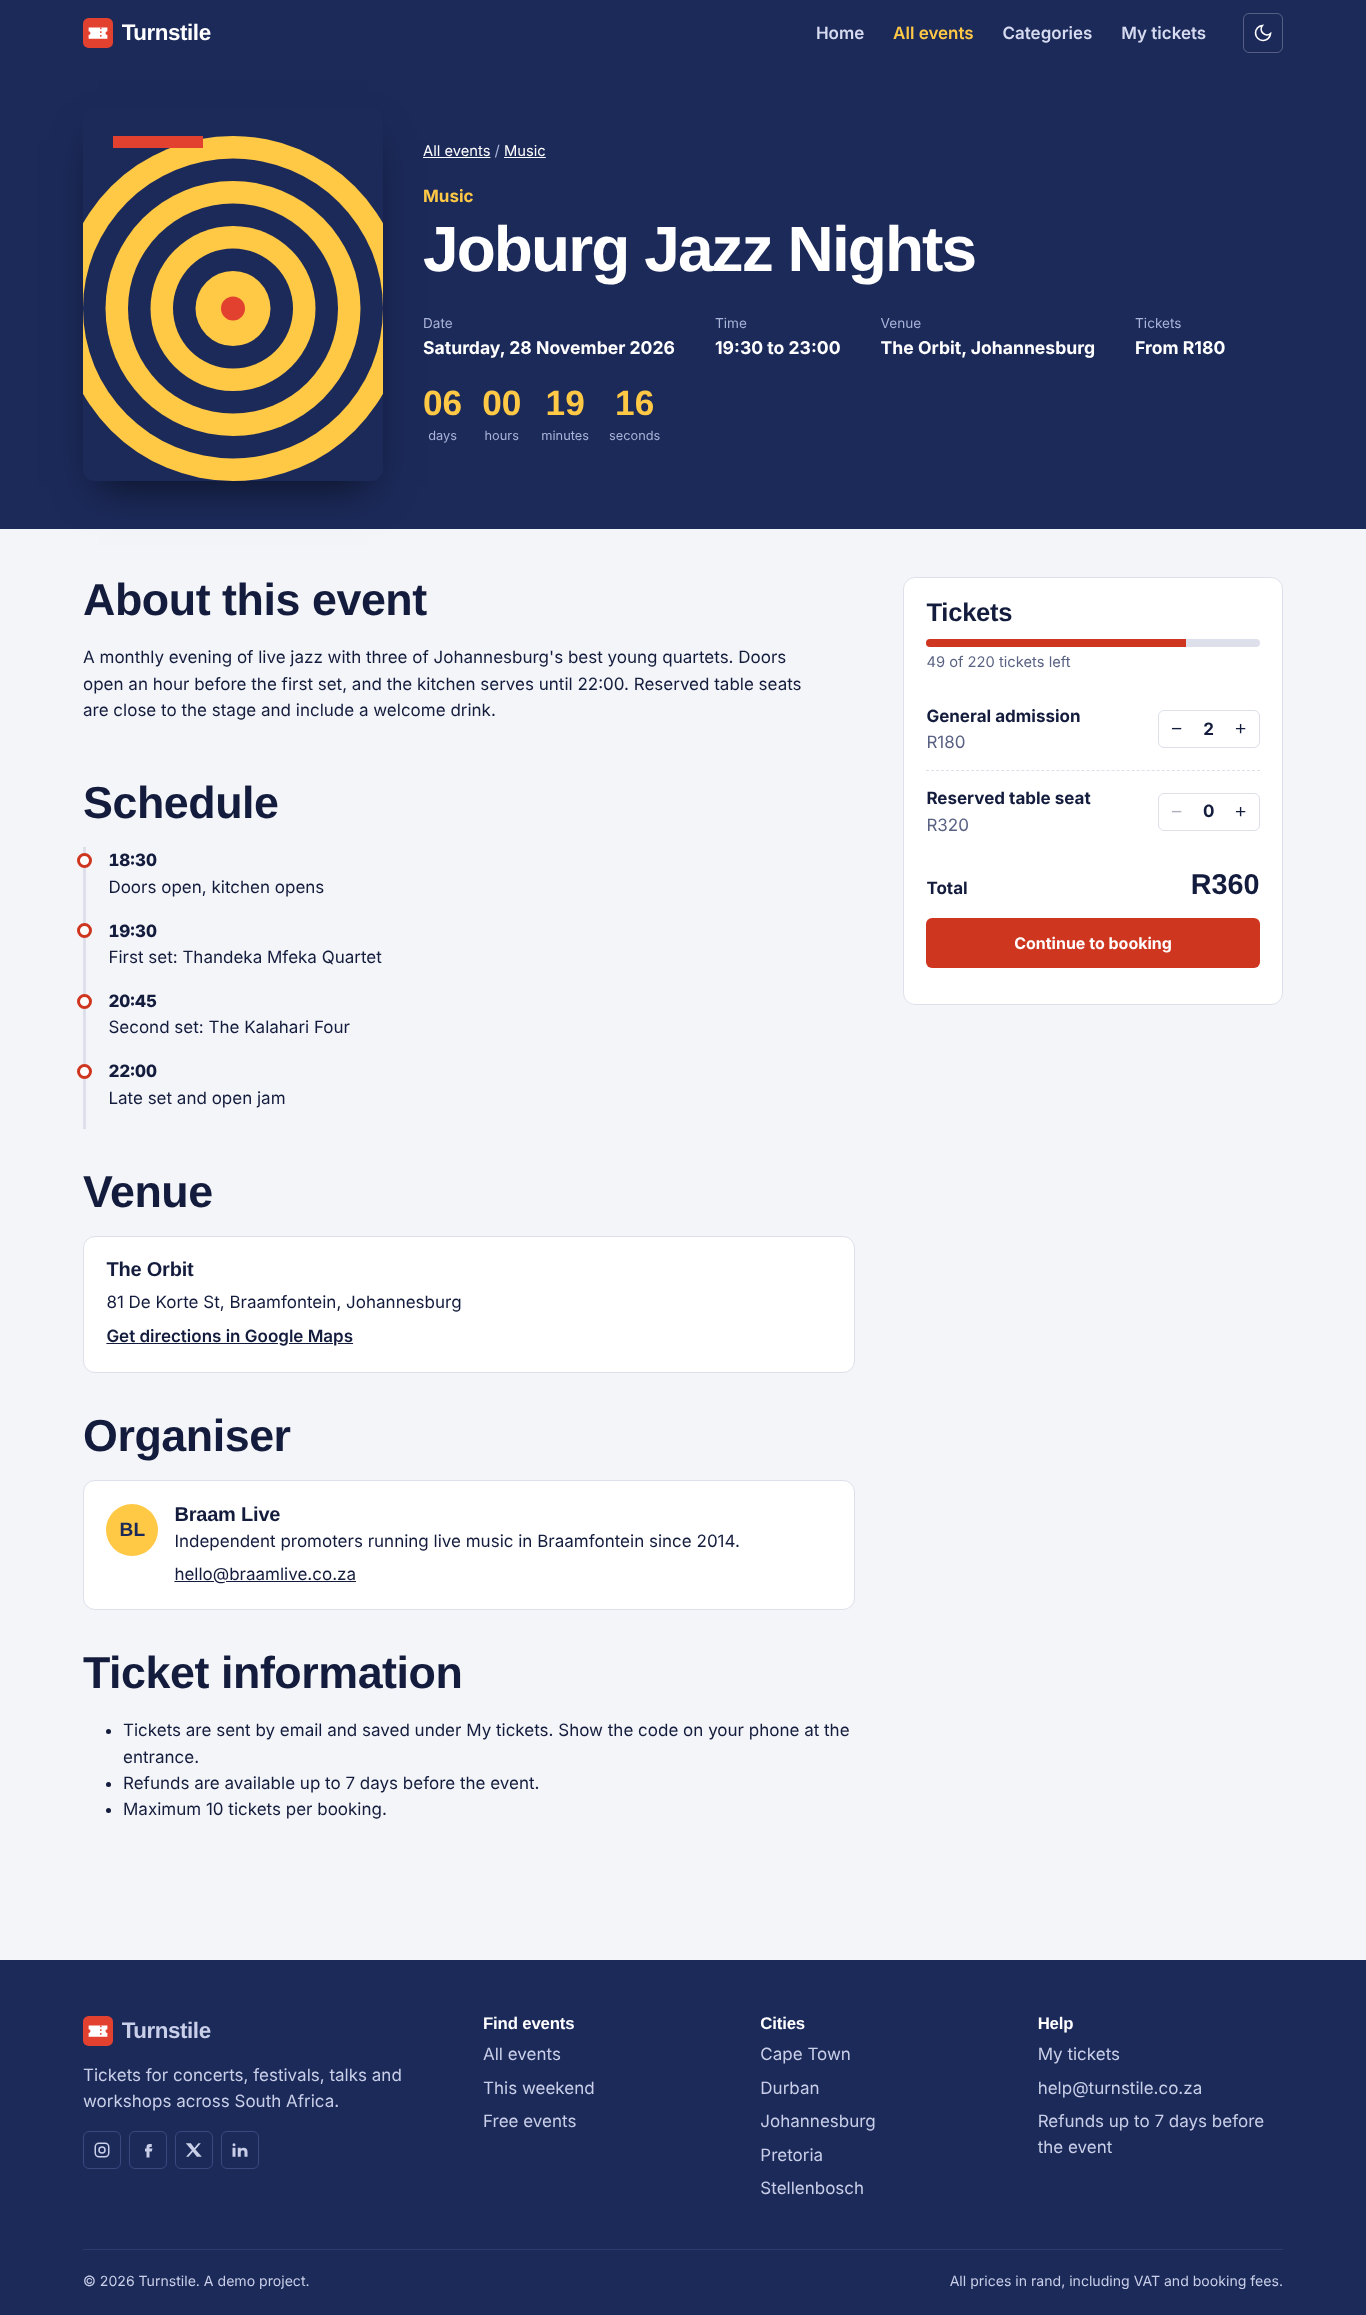 Turnstile
Home All events Categories My tickets
All events / Music
Music
Joburg Jazz Nights
Date Time Venue Tickets
Saturday, 28 November 2026 19:30 to 23:00 The Orbit, Johannesburg From R180
06 00 19 16
days hours minutes seconds
About this event
A monthly evening of live jazz with three of Johannesburg's best young quartets. Doors
open an hour before the first set, and the kitchen serves until 22:00. Reserved table seats
are close to the stage and include a welcome drink.
Schedule
18:30
Doors open, kitchen opens
19:30
First set: Thandeka Mfeka Quartet
20:45
Second set: The Kalahari Four
22:00
Late set and open jam
Venue
The Orbit
81 De Korte St, Braamfontein, Johannesburg
Get directions in Google Maps
Organiser
BL
Braam Live
Independent promoters running live music in Braamfontein since 2014.
hello@braamlive.co.za
Ticket information
• Tickets are sent by email and saved under My tickets. Show the code on your phone at the
entrance.
• Refunds are available up to 7 days before the event.
• Maximum 10 tickets per booking.
Tickets
49 of 220 tickets left
General admission
R180
− 2 +
Reserved table seat
R320
− 0 +
Total R360
Continue to booking
Turnstile
Tickets for concerts, festivals, talks and
workshops across South Africa.
Find events
All events
This weekend
Free events
Cities
Cape Town
Durban
Johannesburg
Pretoria
Stellenbosch
Help
My tickets
help@turnstile.co.za
Refunds up to 7 days before
the event
© 2026 Turnstile. A demo project.
All prices in rand, including VAT and booking fees.